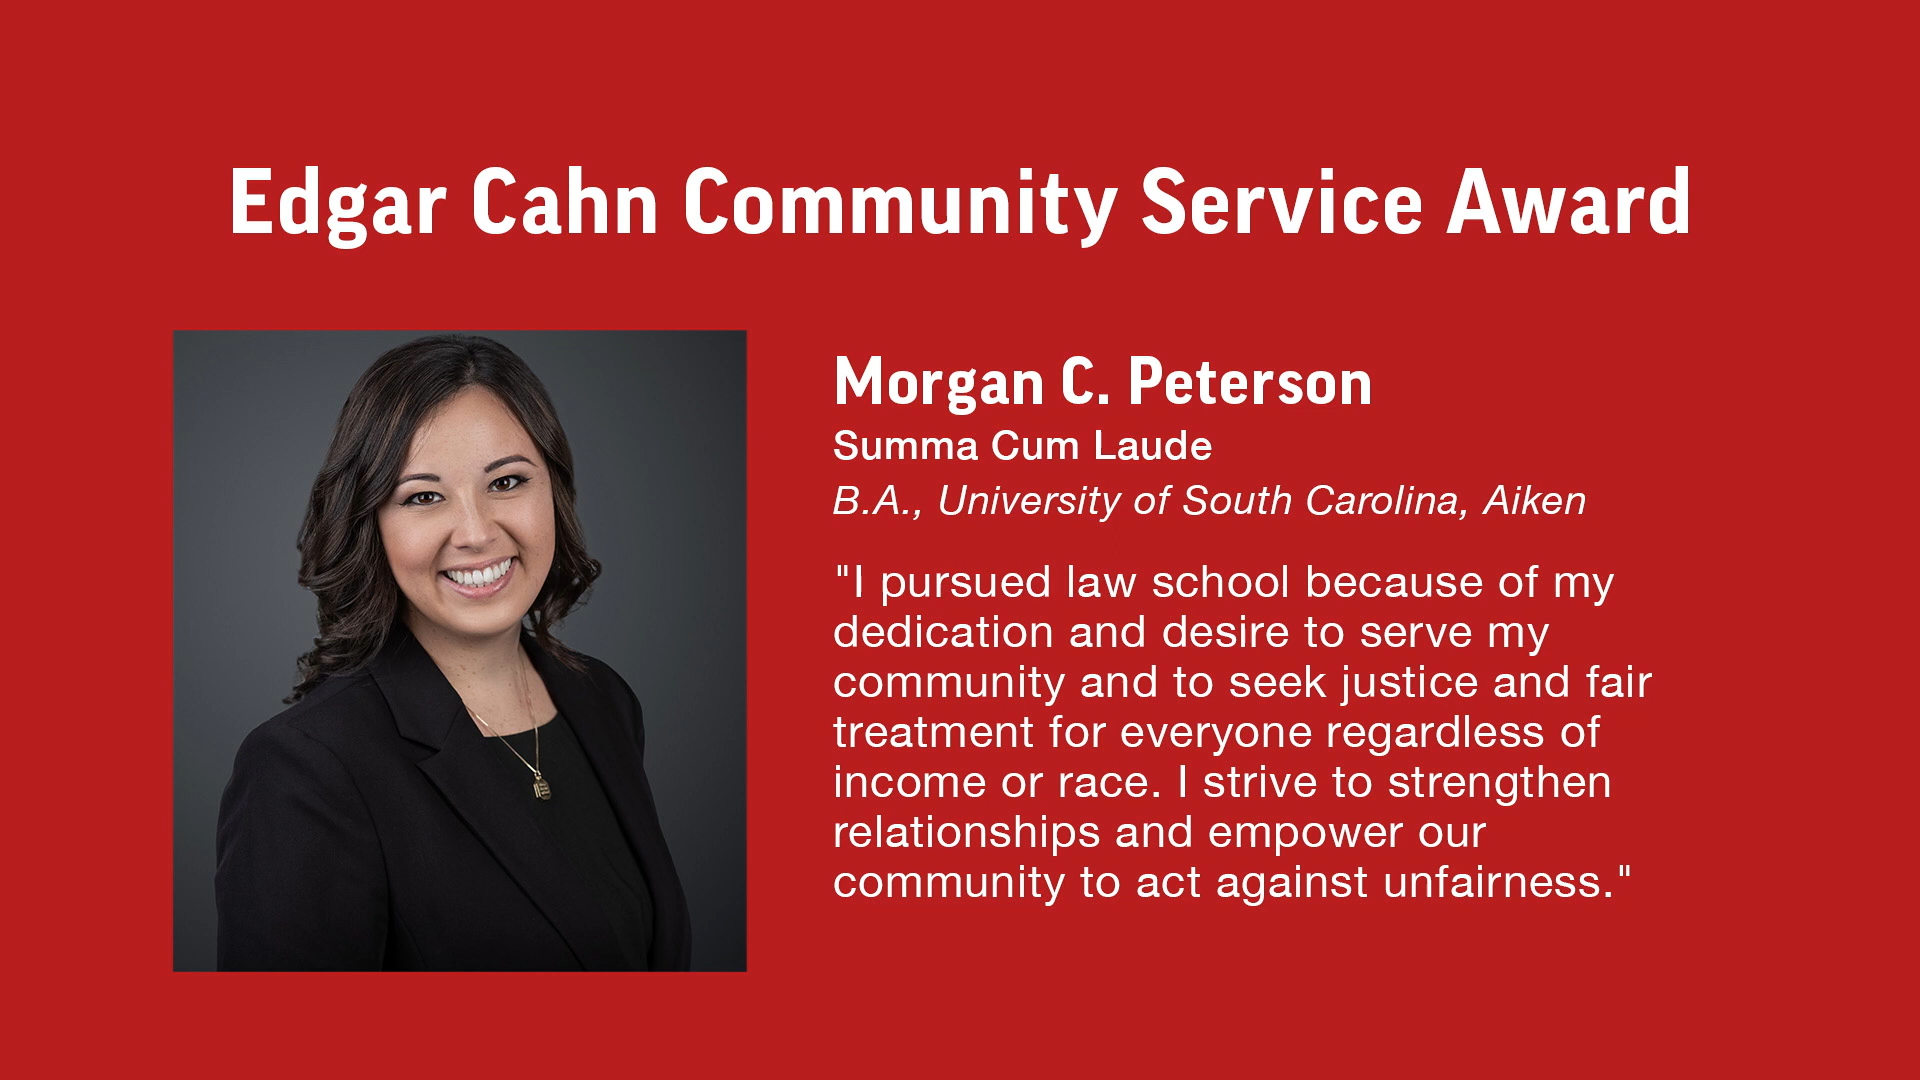 Edgar Cahn Community Service Award
Morgan C. Peterson
Summa Cum Laude
B.A., University of South Carolina, Aiken
"I pursued law school because of my
dedication and desire to serve my
community and to seek justice and fair
treatment for everyone regardless of
income or race. I strive to strengthen
relationships and empower our
community to act against unfairness."